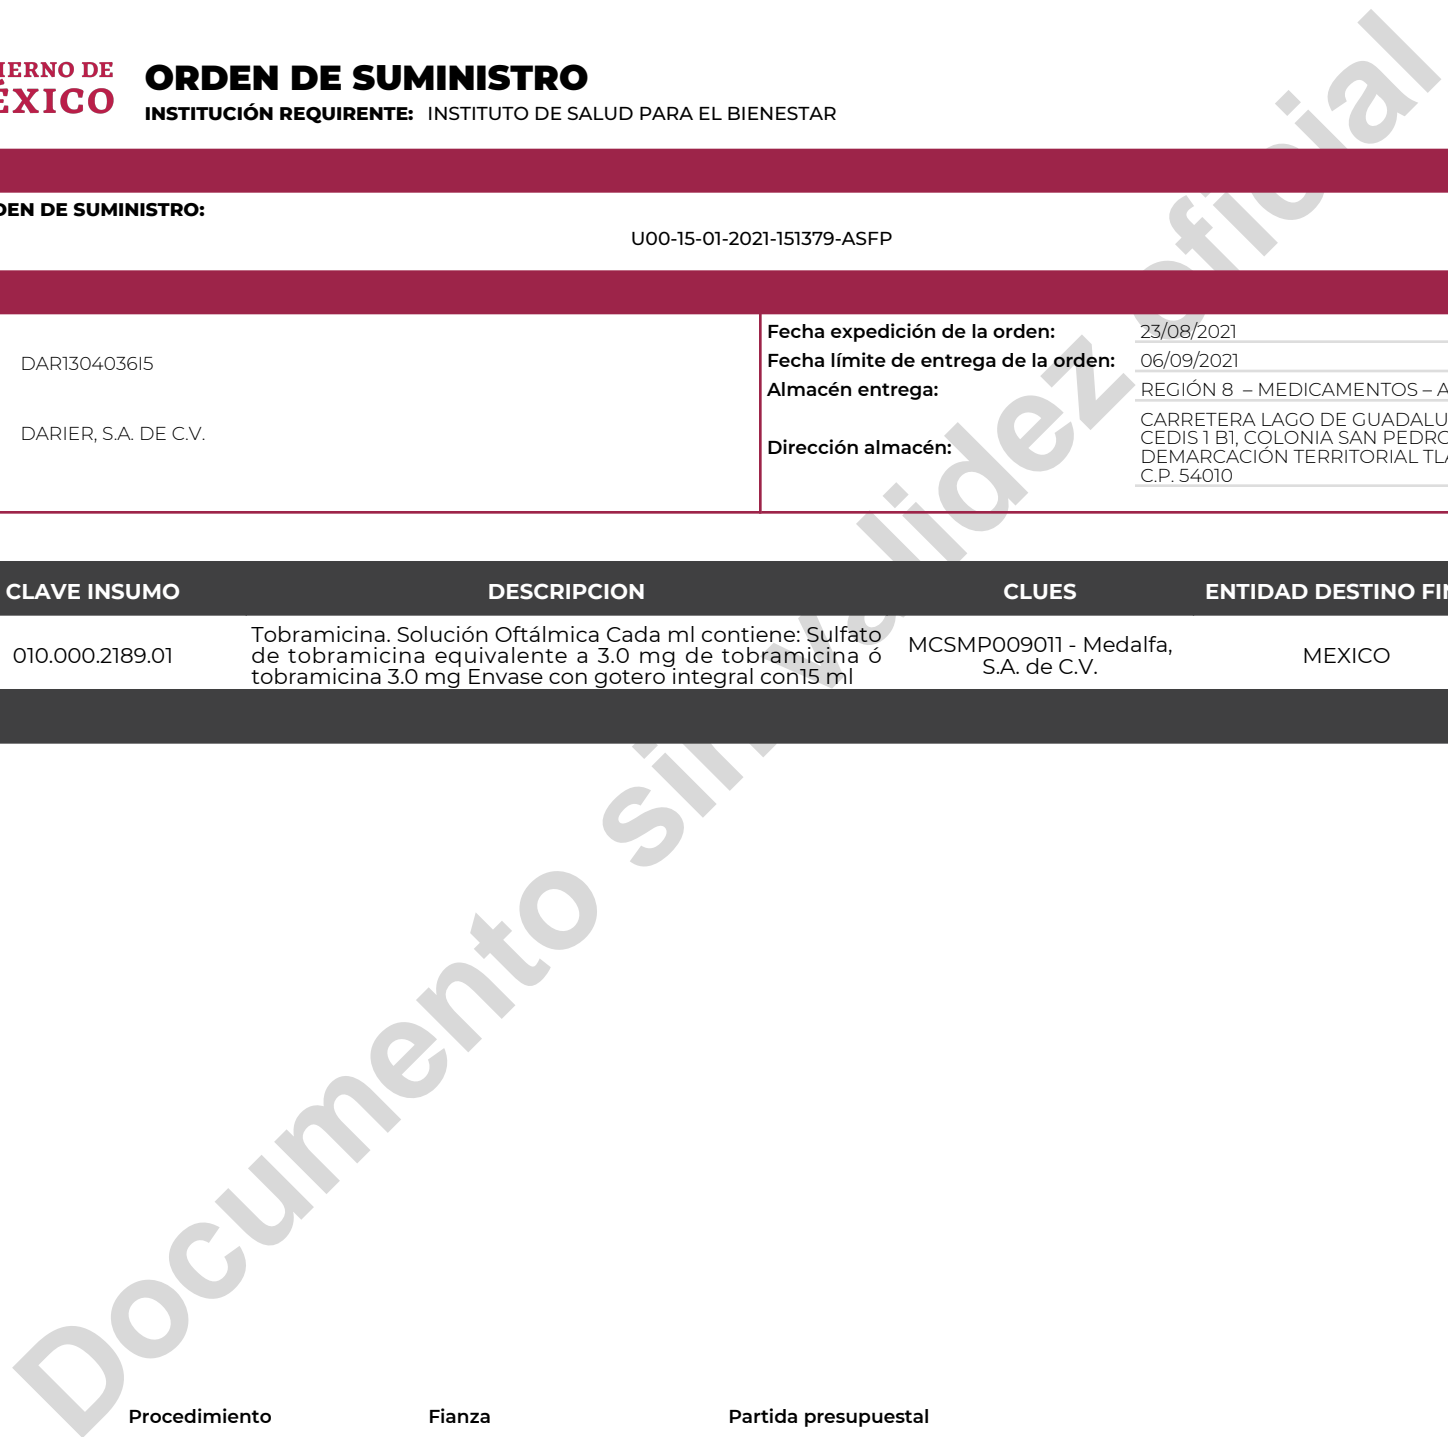 IERNO DE
ÉXICO
ORDEN DE SUMINISTRO
INSTITUCIÓN REQUIRENTE: INSTITUTO DE SALUD PARA EL BIENESTAR
DEN DE SUMINISTRO:
U00-15-01-2021-151379-ASFP
DAR1304036I5
DARIER, S.A. DE C.V.
Fecha expedición de la orden: 23/08/2021
Fecha límite de entrega de la orden: 06/09/2021
Almacén entrega: REGIÓN 8 – MEDICAMENTOS – A
Dirección almacén:
CARRETERA LAGO DE GUADALU
CEDIS 1 B1, COLONIA SAN PEDRO
DEMARCACIÓN TERRITORIAL TLA
C.P. 54010
CLAVE INSUMO DESCRIPCION CLUES ENTIDAD DESTINO FIN
010.000.2189.01
Tobramicina. Solución Oftálmica Cada ml contiene: Sulfato
de tobramicina equivalente a 3.0 mg de tobramicina ó
tobramicina 3.0 mg Envase con gotero integral con15 ml
MCSMP009011 - Medalfa,
S.A. de C.V.
MEXICO
Documento sin validez oficial
Procedimiento Fianza Partida presupuestal